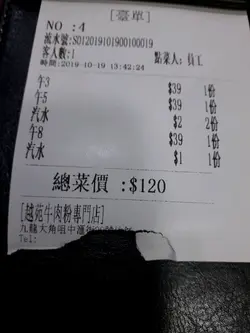 [臺單]
NO :4
流水號:S012019101900100019
客人數:1 點菜人: 員工
時間:2019-10-19 13:42:24
午3 $39 1份
午5 $39 1份
汽水 $2 2份
午8 $39 1份
汽水 $1 1份
總菜價 :$120
[越苑牛肉粉專門店]
九龍大角咀中匯街
Tel: